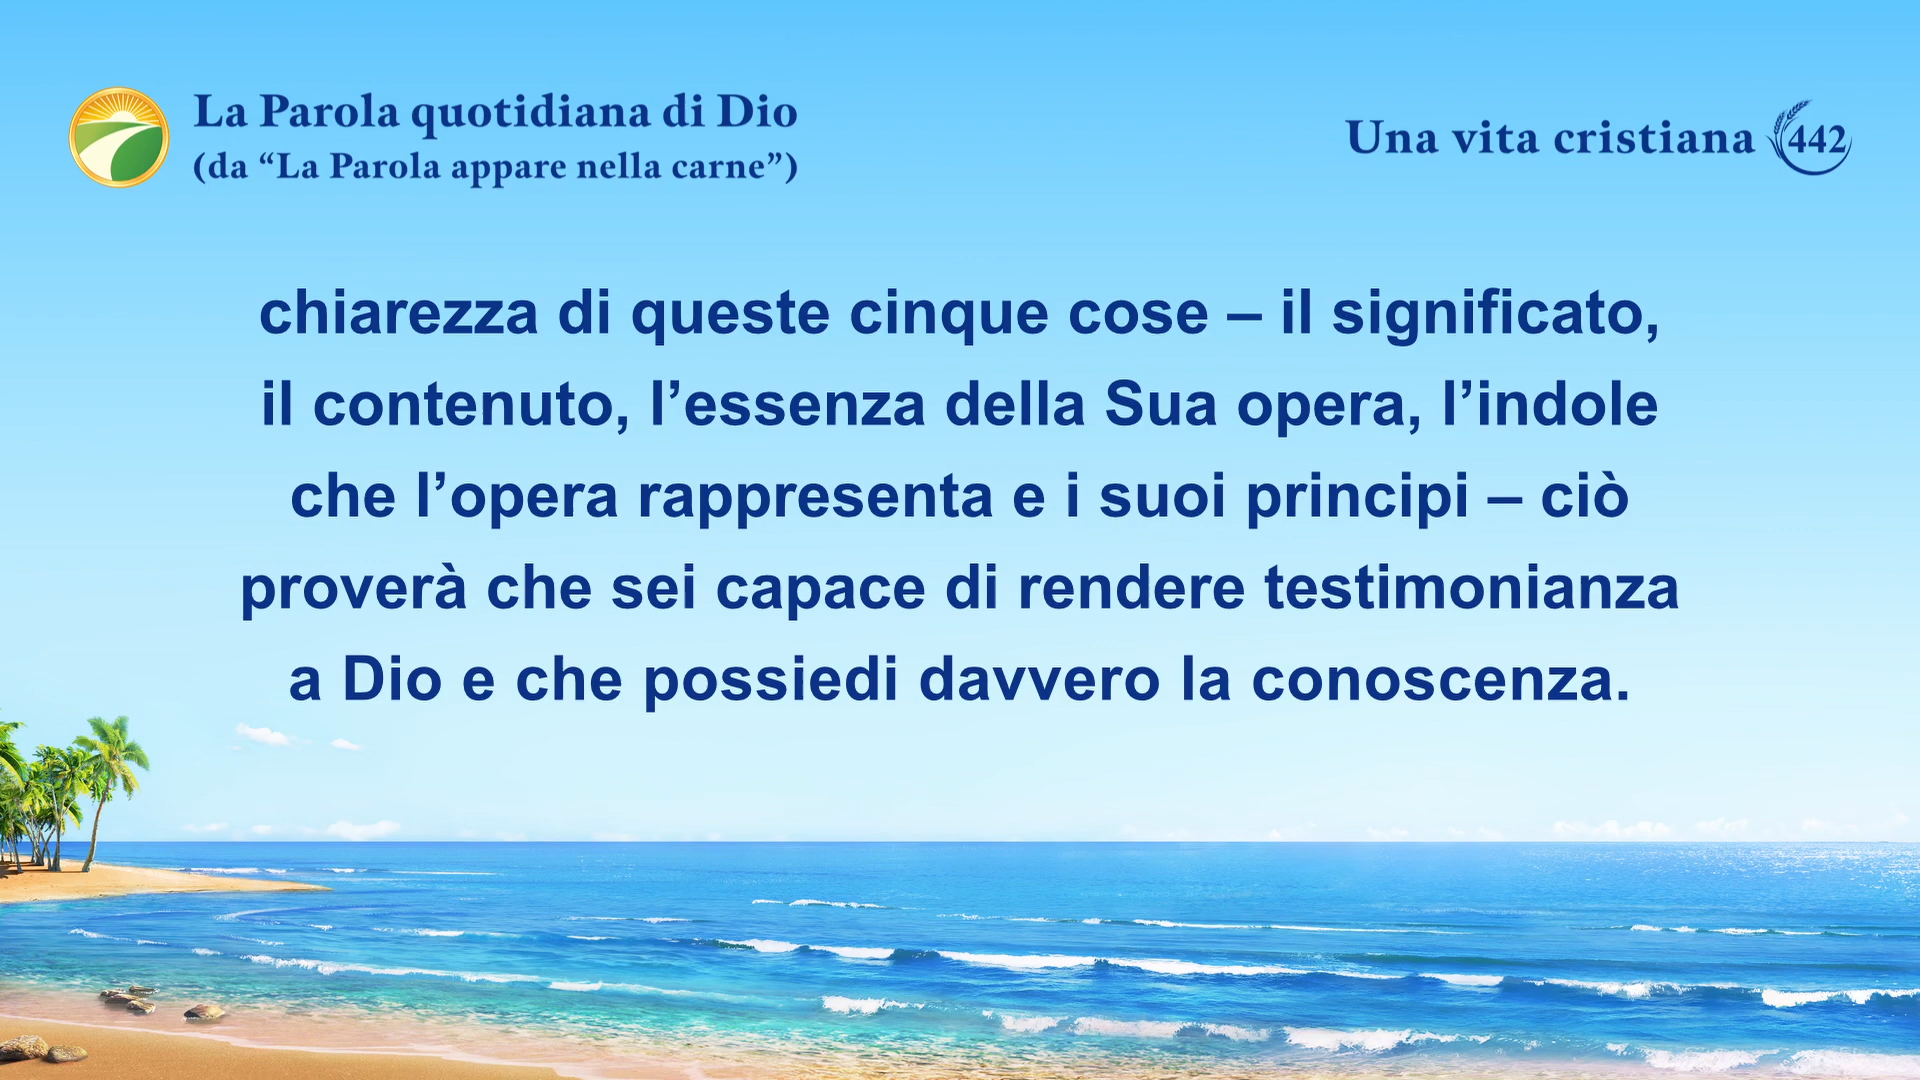 La Parola quotidiana di Dio
(da “La Parola appare nella carne”)
Una vita cristiana 442
chiarezza di queste cinque cose – il significato,
il contenuto, l’essenza della Sua opera, l’indole
che l’opera rappresenta e i suoi principi – ciò
proverà che sei capace di rendere testimonianza
a Dio e che possiedi davvero la conoscenza.